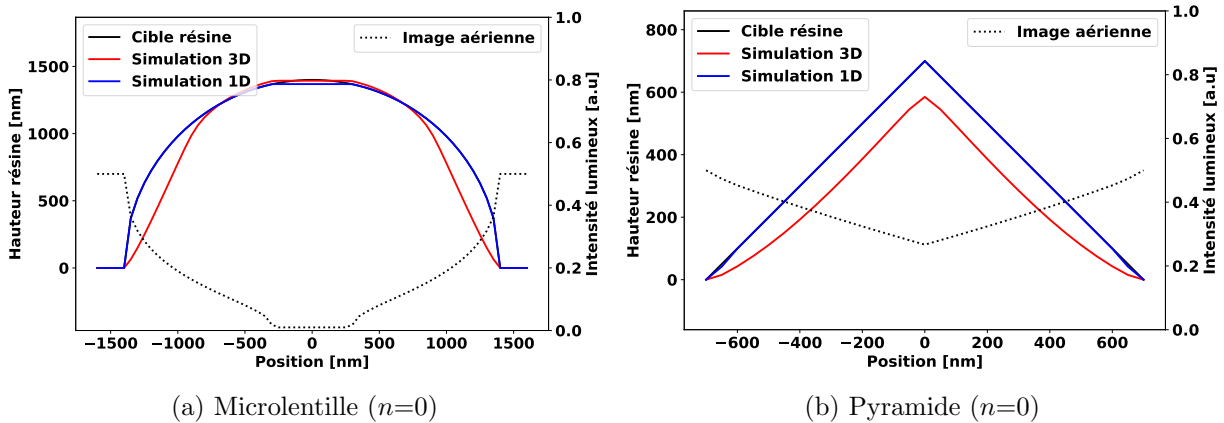 Cible résine
Simulation 3D
Simulation 1D
Image aérienne
Hauteur résine [nm]
1500
1000
500
0
1.0
0.8
0.6
0.4
0.2
0.0
Intensité lumineux [a.u]
−1500 −1000 −500 0 500 1000 1500
Position [nm]
(a) Microlentille (n=0)
Cible résine
Simulation 3D
Simulation 1D
Image aérienne
Hauteur résine [nm]
800
600
400
200
0
1.0
0.8
0.6
0.4
0.2
0.0
Intensité lumineux [a.u]
−600 −400 −200 0 200 400 600
Position [nm]
(b) Pyramide (n=0)